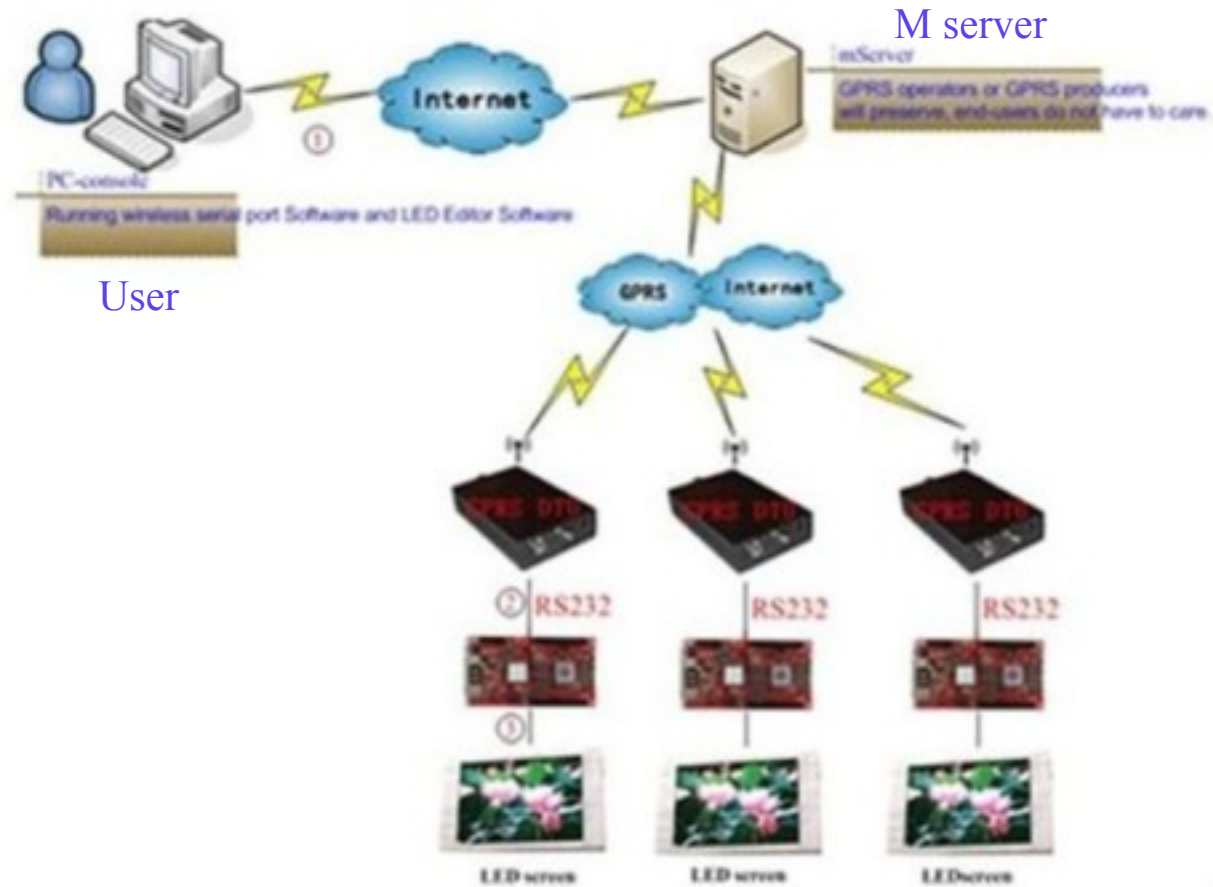 M server
mServer
GPRS operators or GPRS producers
will preserve, end-users do not have to care.
Internet
①
PC-console
Running wireless serial port Software and LED Editor Software
User
GPRS
Internet
GPRS DTU
GPRS DTU
GPRS DTU
② RS232
RS232
RS232
③
LED screen
LED screen
LEDscreen